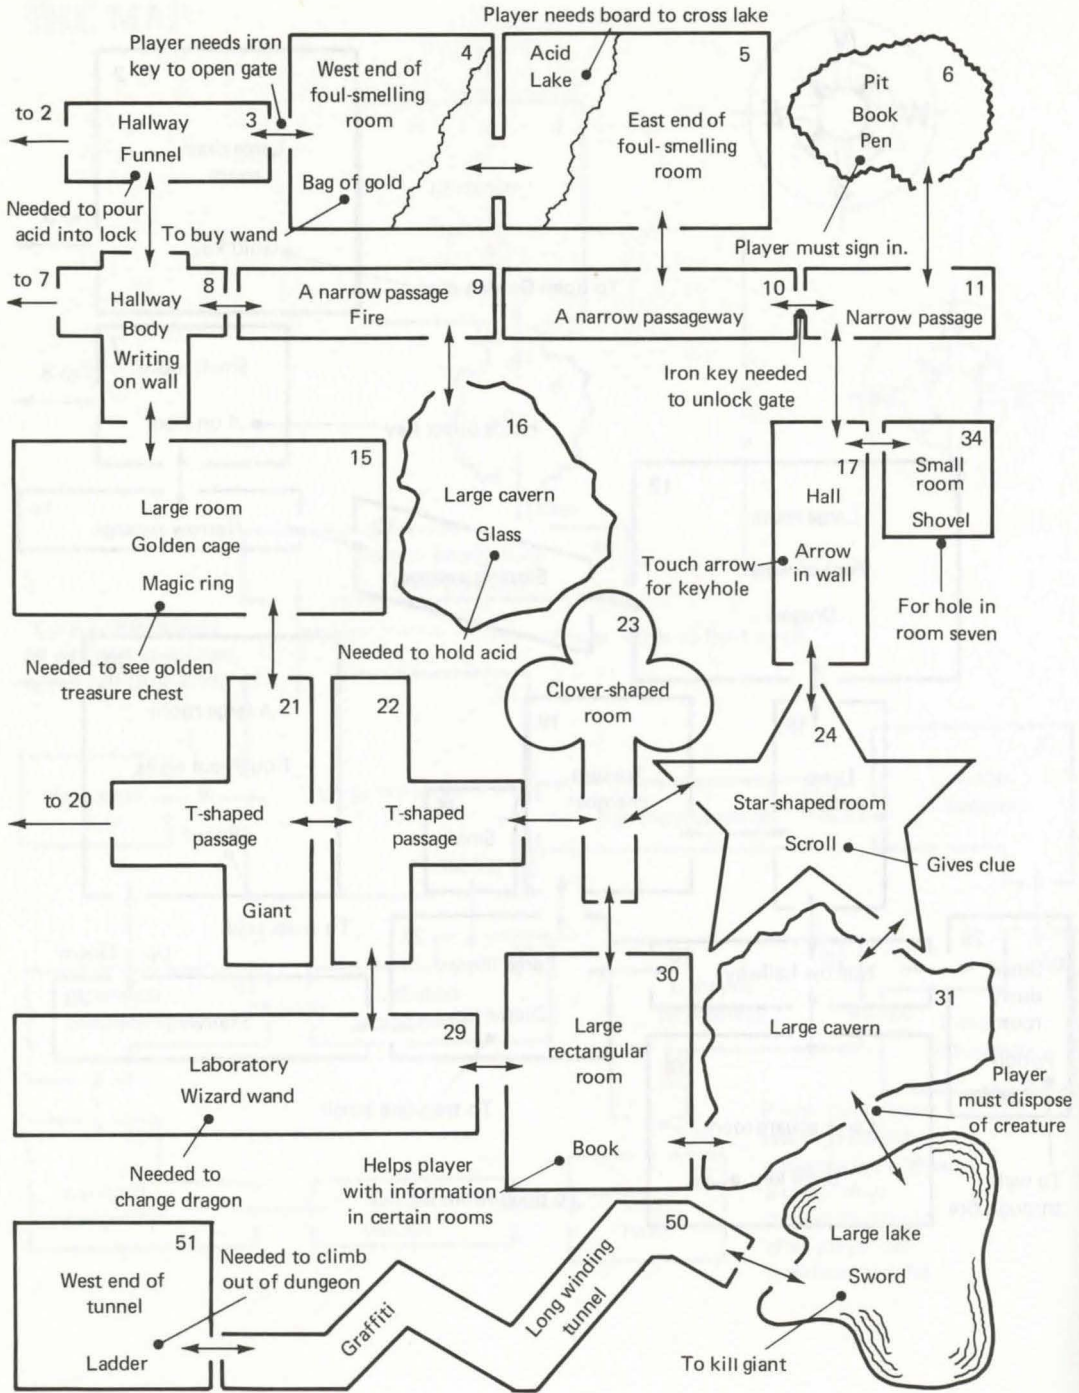 Player needs board to cross lake
Player needs iron
key to open gate
4
West end of
foul-smelling
room
Bag of gold
Acid
Lake
5
East end of
foul-smelling
room
6
Pit
Book
Pen
to 2
Hallway
3
Funnel
Needed to pour
acid into lock
To buy wand
Player must sign in.
to 7
Hallway
8
Body
Writing
on wall
A narrow passage
9
Fire
10
A narrow passageway
11
Narrow passage
Iron key needed
to unlock gate
15
Large room
Golden cage
Magic ring
Needed to see golden
treasure chest
16
Large cavern
Glass
Needed to hold acid
17
Hall
Arrow
in wall
Touch arrow
for keyhole
34
Small
room
Shovel
For hole in
room seven
23
Clover-shaped
room
21
T-shaped
passage
Giant
to 20
22
T-shaped
passage
24
Star-shaped room
Scroll
Gives clue
29
Laboratory
Wizard wand
Needed to
change dragon
30
Large
rectangular
room
Book
Helps player
with information
in certain rooms
31
Large cavern
Player
must dispose
of creature
Large lake
Sword
To kill giant
50
Long winding
tunnel
Graffiti
51
West end of
tunnel
Ladder
Needed to climb
out of dungeon